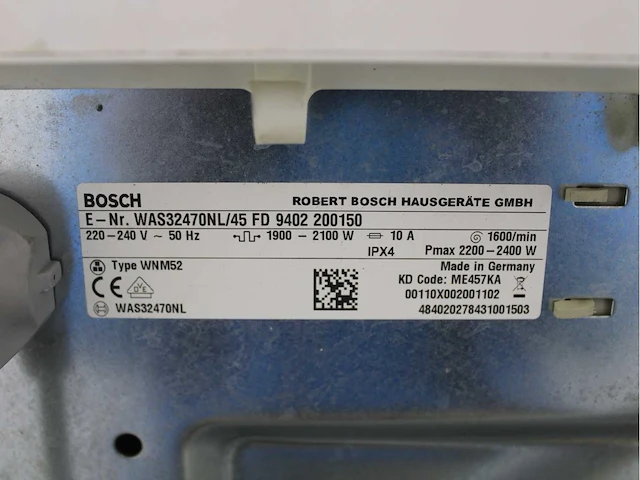 BOSCH
ROBERT BOSCH HAUSGERÄTE GMBH
E-Nr. WAS32470NL/45 FD 9402 200150
220-240 V ~ 50 Hz 1900-2100 W 10 A 1600/min
IPX4 Pmax 2200-2400 W
Type WNM52 Made in Germany
CE KD Code: ME457KA
00110X002001102
WAS32470NL 484020278431001503